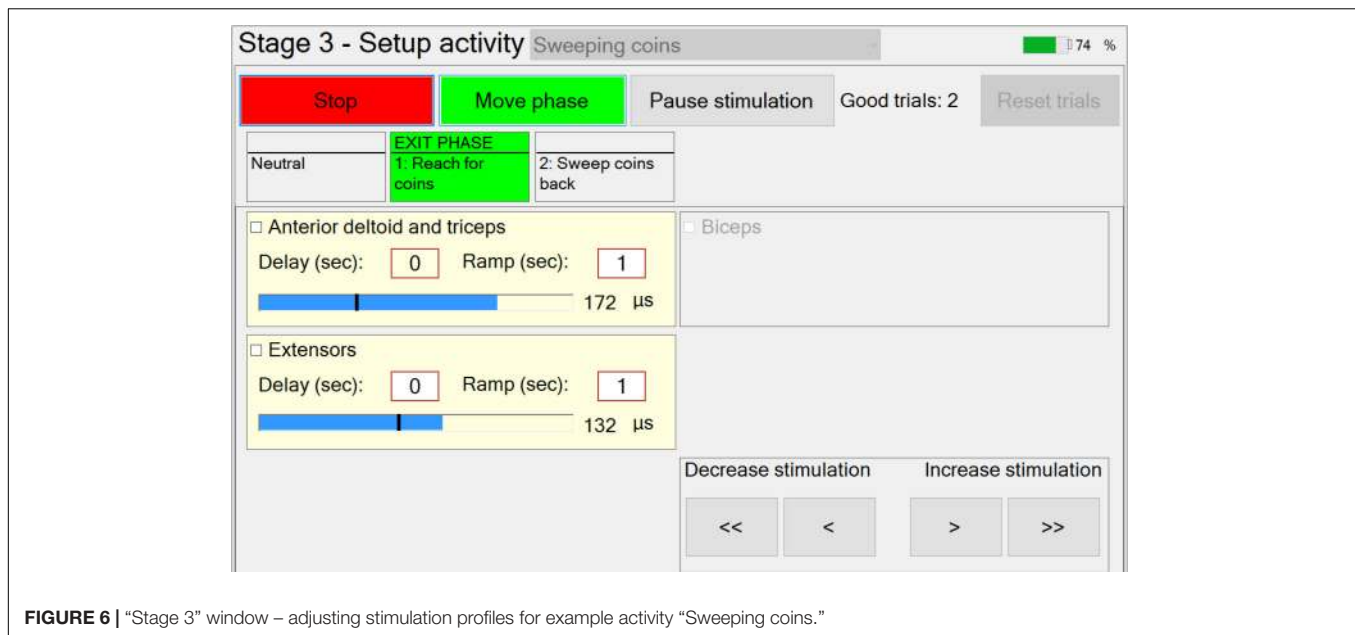 Stage 3 - Setup activity Sweeping coins 74 %
Stop Move phase Pause stimulation Good trials: 2 Reset trials
EXIT PHASE
Neutral 1: Reach for coins 2: Sweep coins back
Anterior deltoid and triceps
Delay (sec): 0 Ramp (sec): 1
172 µs
Biceps
Extensors
Delay (sec): 0 Ramp (sec): 1
132 µs
Decrease stimulation Increase stimulation
<< < > >>
FIGURE 6 | "Stage 3" window – adjusting stimulation profiles for example activity "Sweeping coins."